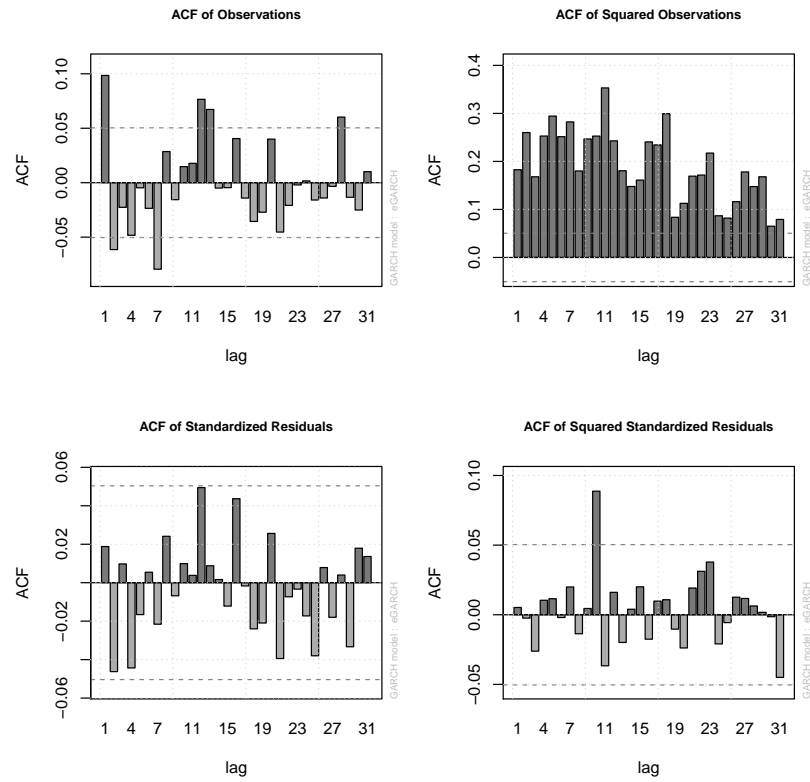 ACF of Observations
0.10
0.05
0.00
−0.05
ACF
1 4 7 11 15 19 23 27 31
lag
GARCH model : eGARCH
ACF of Squared Observations
0.4
0.3
0.2
0.1
0.0
ACF
1 4 7 11 15 19 23 27 31
lag
GARCH model : eGARCH
ACF of Standardized Residuals
0.06
0.02
−0.02
−0.06
ACF
1 4 7 11 15 19 23 27 31
lag
GARCH model : eGARCH
ACF of Squared Standardized Residuals
0.10
0.05
0.00
−0.05
ACF
1 4 7 11 15 19 23 27 31
lag
GARCH model : eGARCH